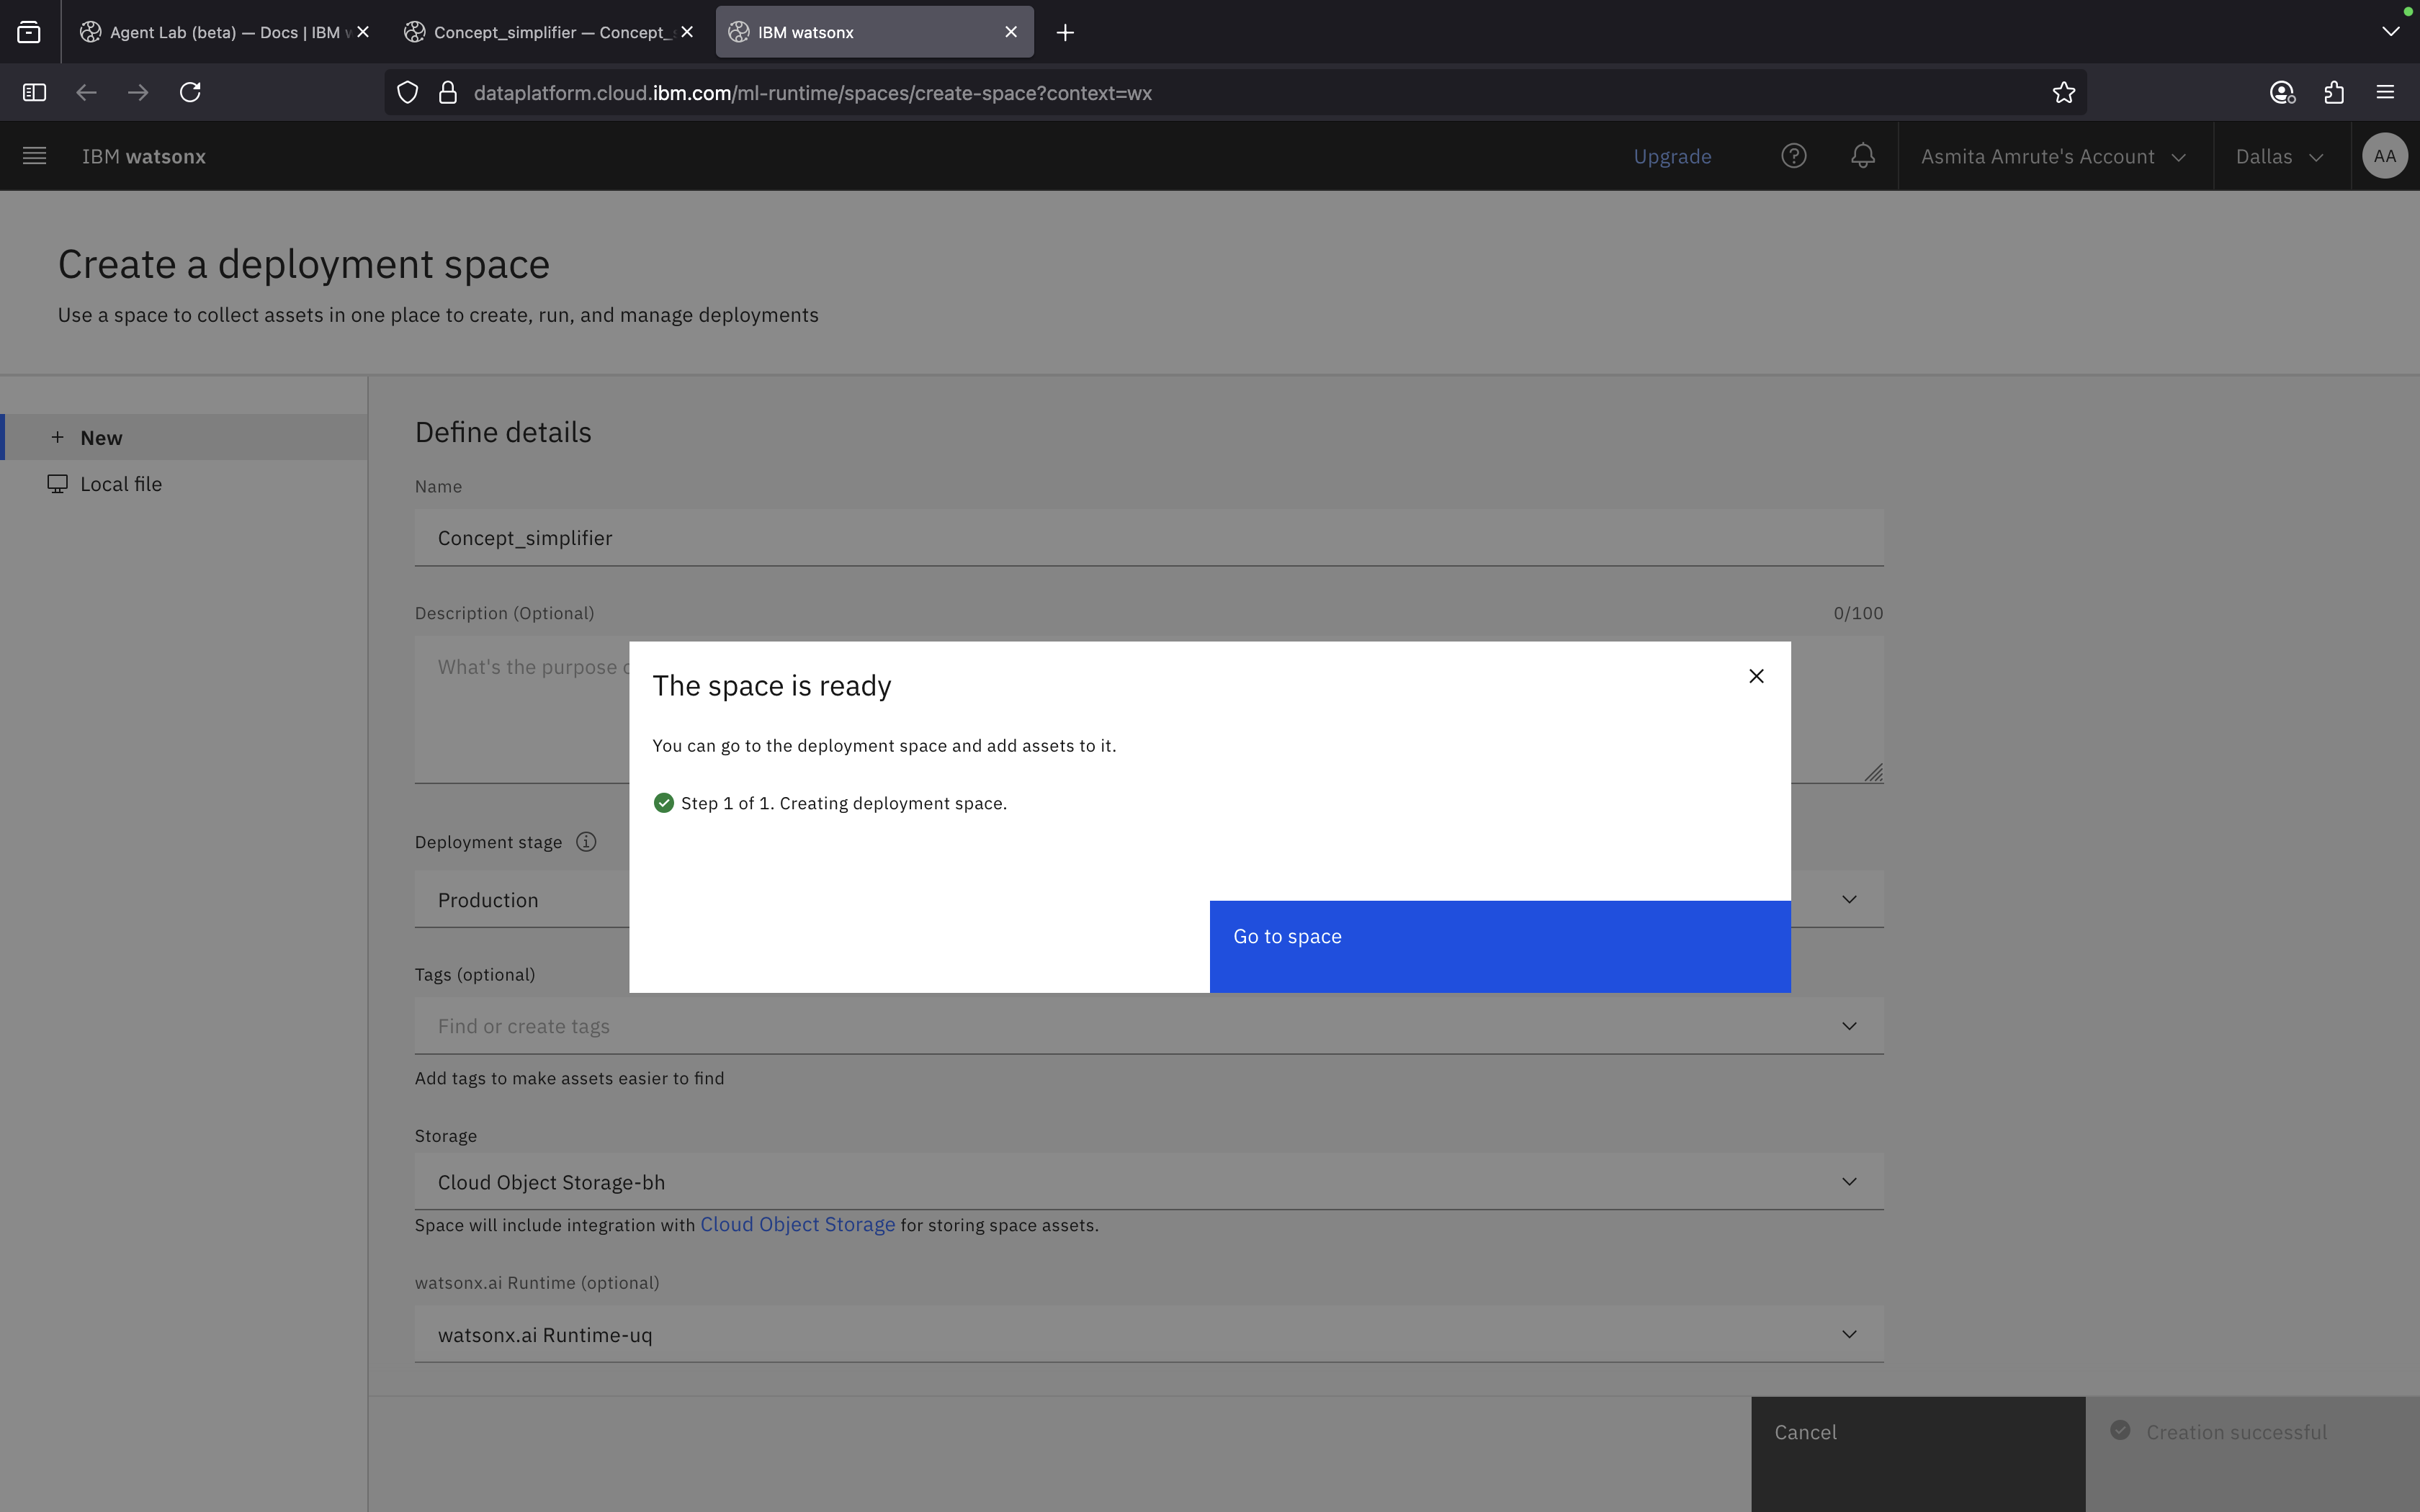 Agent Lab (beta) — Docs | IBM
Concept_simplifier — Concept_
IBM watsonx
dataplatform.cloud.ibm.com/ml-runtime/spaces/create-space?context=wx
IBM watsonx
Upgrade
Asmita Amrute's Account
Dallas
AA
Create a deployment space
Use a space to collect assets in one place to create, run, and manage deployments
New
Local file
Define details
Name
Concept_simplifier
Description (Optional)
0/100
What's the purpose
The space is ready
You can go to the deployment space and add assets to it.
Step 1 of 1. Creating deployment space.
Go to space
Deployment stage
Production
Tags (optional)
Find or create tags
Add tags to make assets easier to find
Storage
Cloud Object Storage-bh
Space will include integration with Cloud Object Storage for storing space assets.
watsonx.ai Runtime (optional)
watsonx.ai Runtime-uq
Cancel
Creation successful